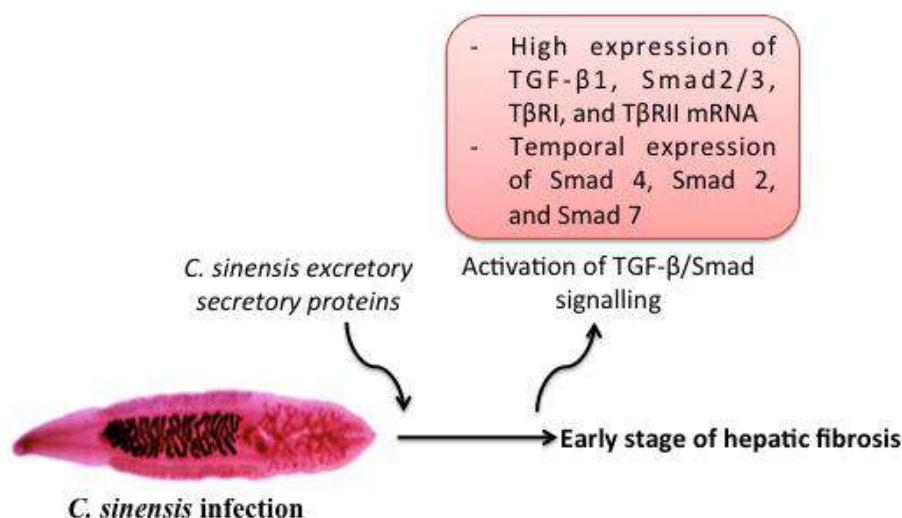 - High expression of
TGF-β1, Smad2/3,
TβRI, and TβRII mRNA
- Temporal expression
of Smad 4, Smad 2,
and Smad 7
C. sinensis excretory
secretory proteins
Activation of TGF-β/Smad
signalling
Early stage of hepatic fibrosis
C. sinensis infection